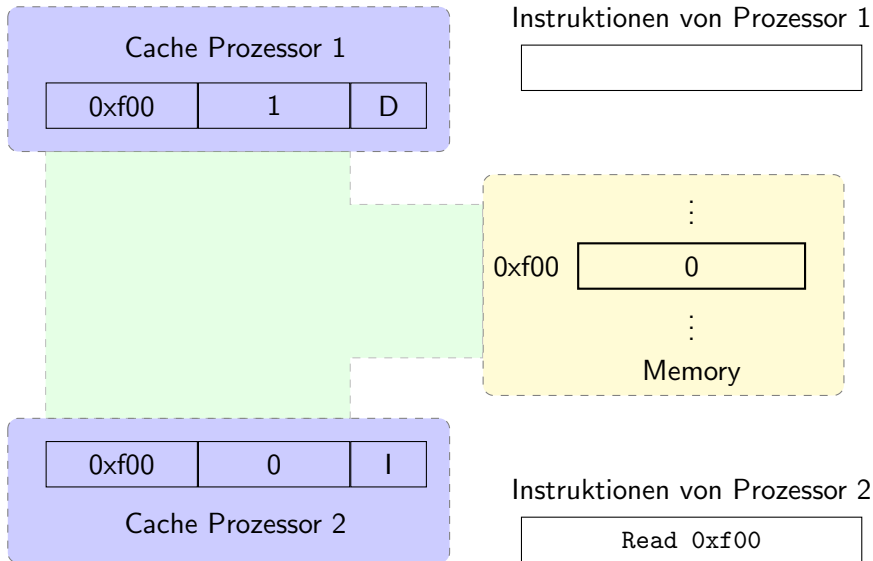 Cache Prozessor 1
0xf00 1 D
Instruktionen von Prozessor 1
⋮
0xf00 0
⋮
Memory
0xf00 0 I
Cache Prozessor 2
Instruktionen von Prozessor 2
Read 0xf00